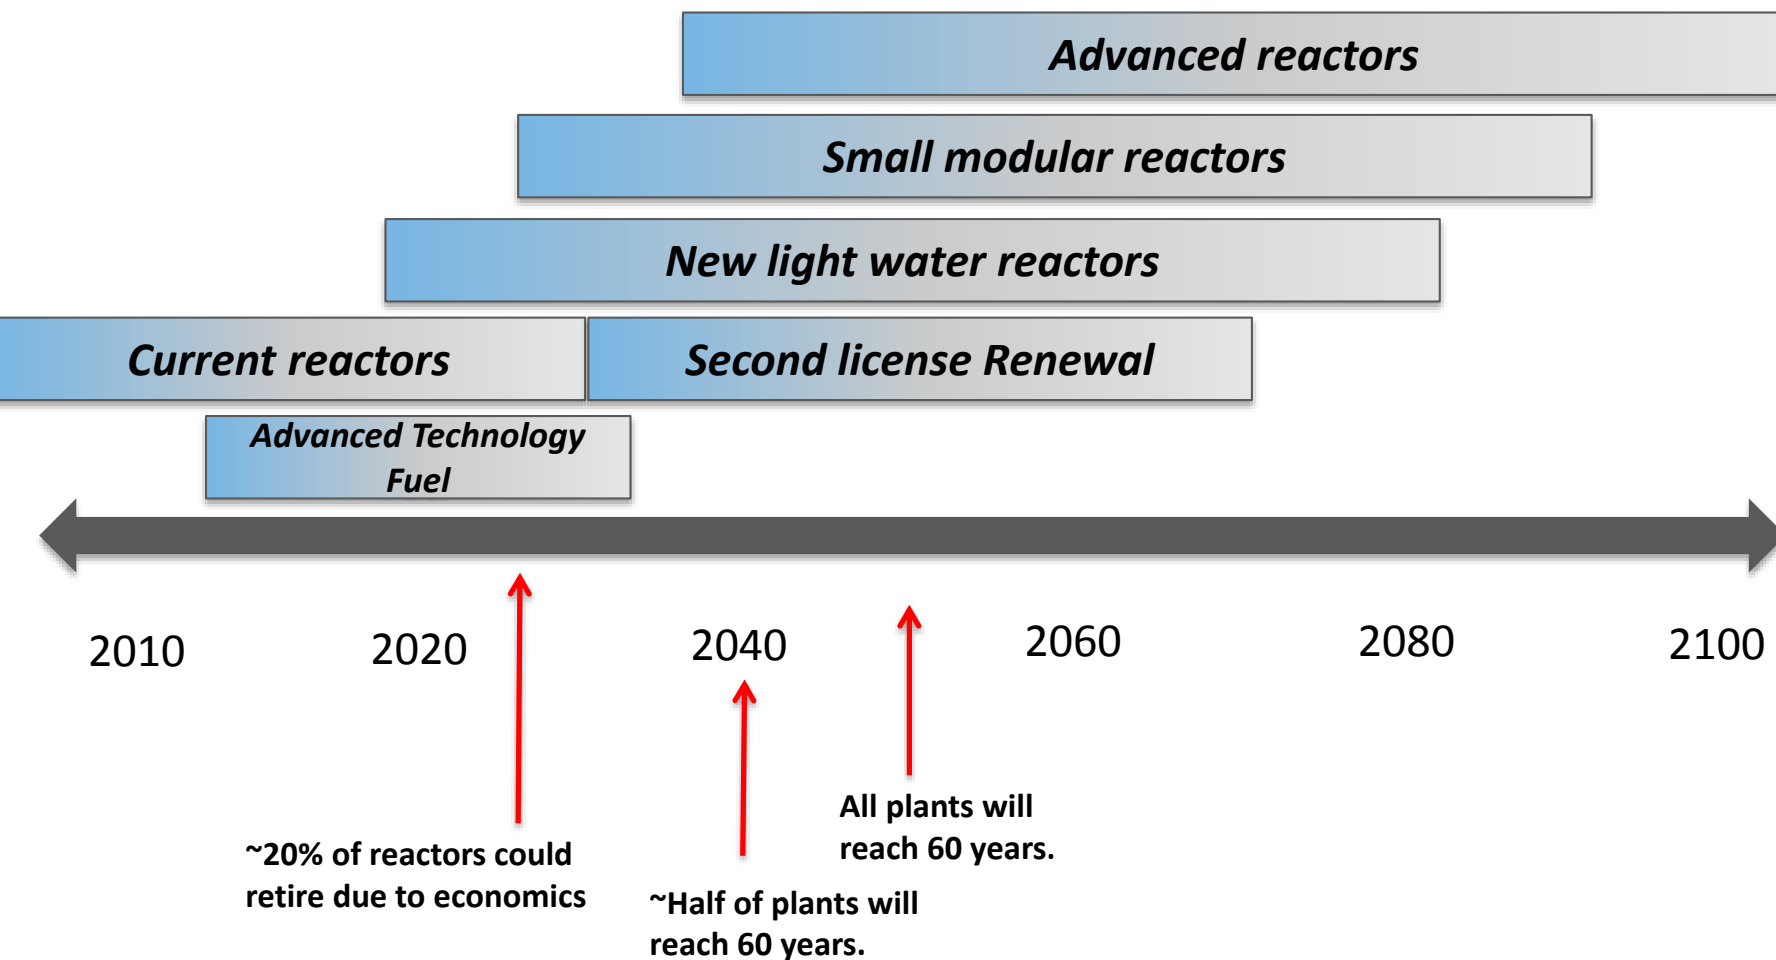 Advanced reactors
Small modular reactors
New light water reactors
Current reactors
Second license Renewal
Advanced Technology
Fuel
2010
2020
2040
2060
2080
2100
~20% of reactors could
retire due to economics
~Half of plants will
reach 60 years.
All plants will
reach 60 years.